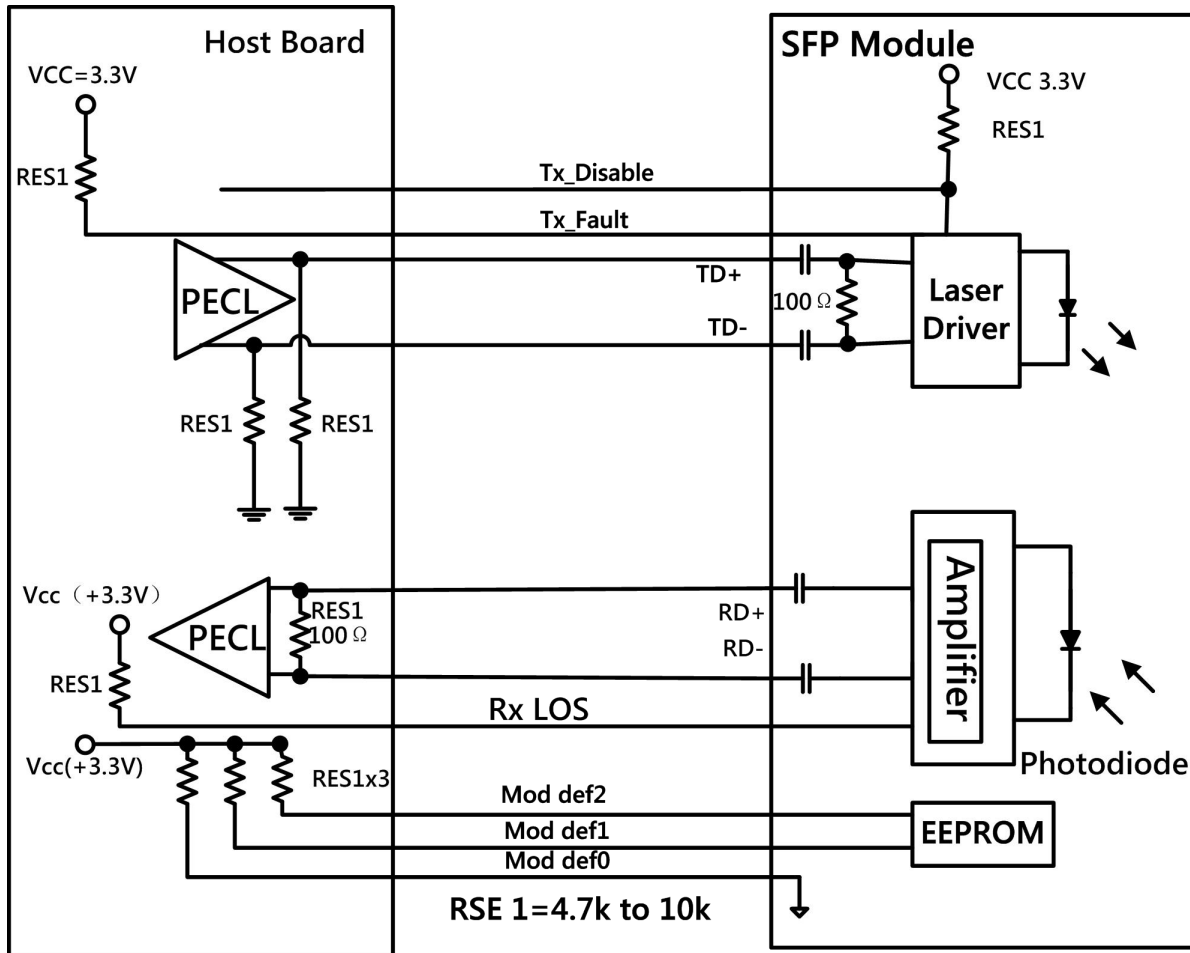 Host Board
SFP Module
VCC=3.3V
VCC 3.3V
RES1
RES1
Tx_Disable
Tx_Fault
PECL
TD+
100Ω
TD-
Laser
Driver
RES1
RES1
Vcc（+3.3V）
PECL
RES1
100Ω
RD+
RD-
Amplifier
RES1
Rx LOS
Vcc(+3.3V)
RES1x3
Photodiode
Mod def2
Mod def1
Mod def0
EEPROM
RSE 1=4.7k to 10k